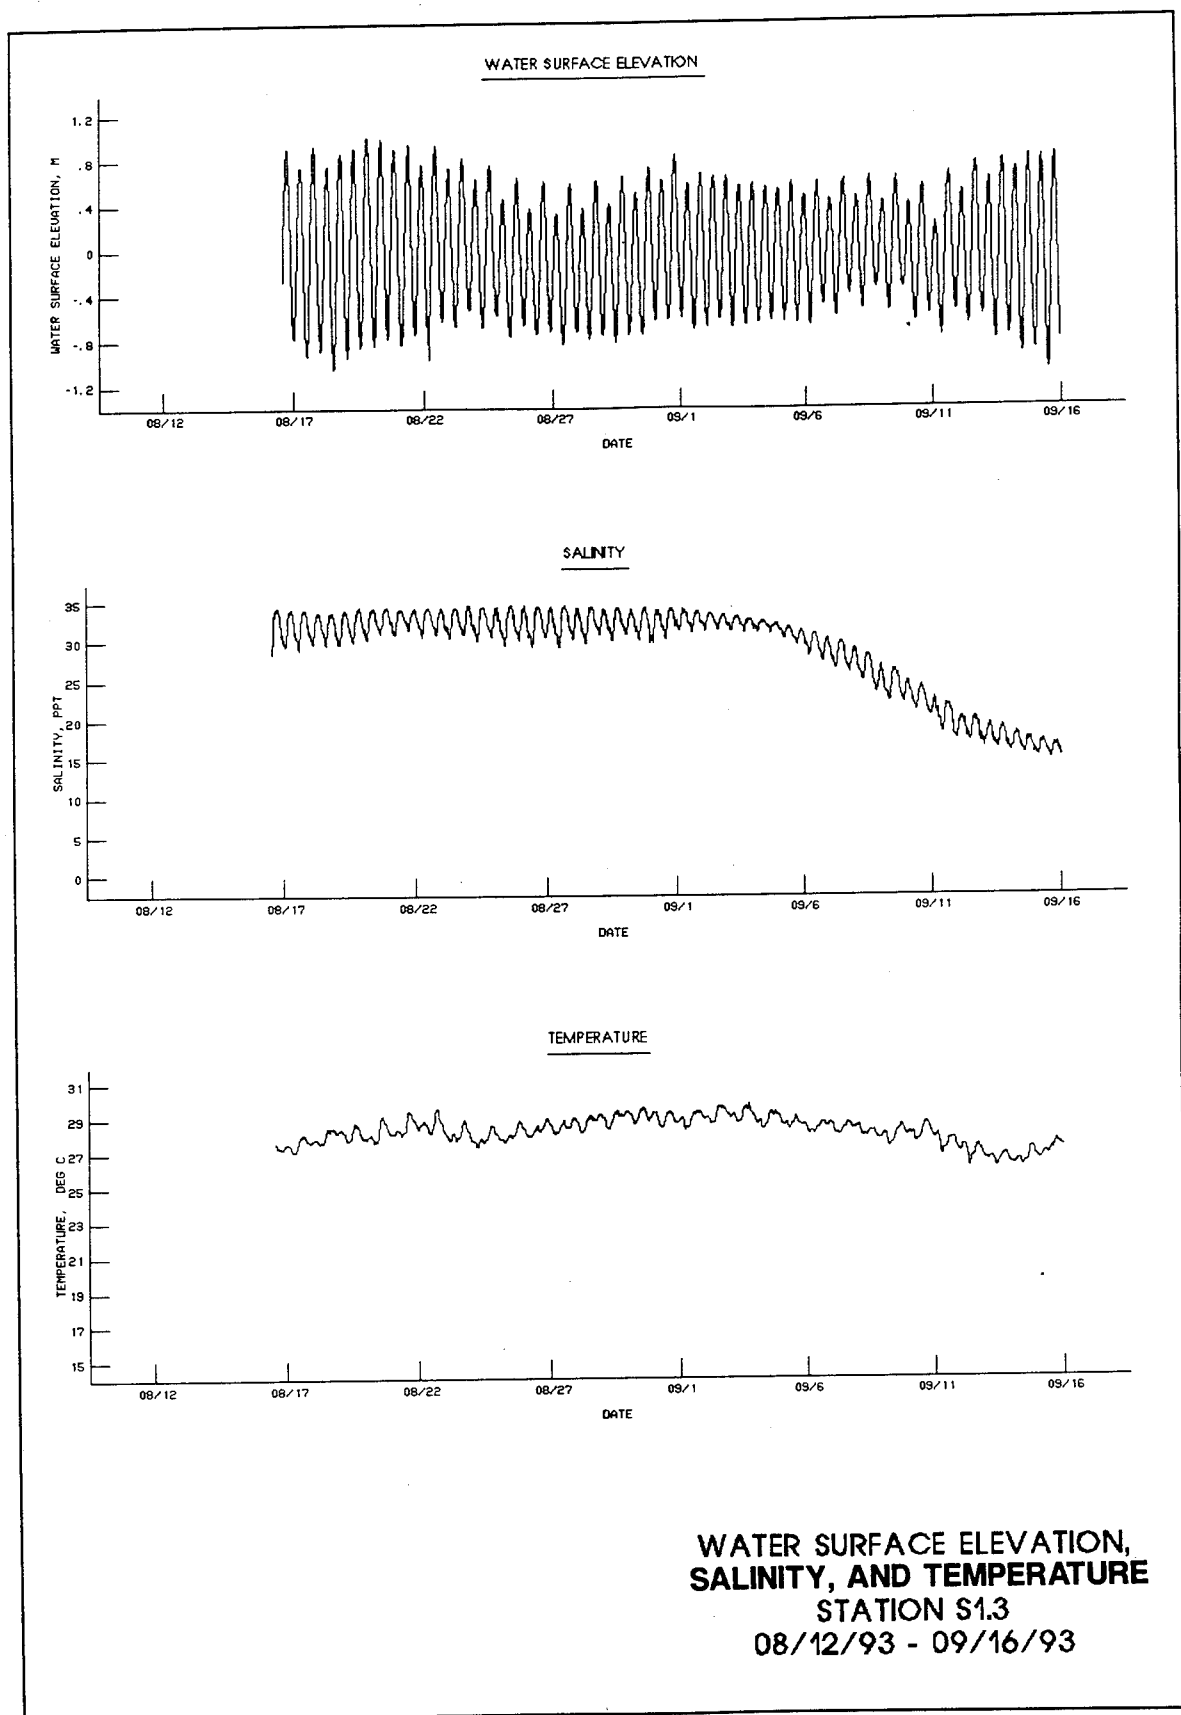 WATER SURFACE ELEVATION
1.2
.8
.4
0
-.4
-.8
-1.2
WATER SURFACE ELEVATION, M
08/12 08/17 08/22 08/27 09/1 09/6 09/11 09/16
DATE
SALINITY
35
30
25
20
15
10
5
0
SALINITY, PPT
08/12 08/17 08/22 08/27 09/1 09/6 09/11 09/16
DATE
TEMPERATURE
31
29
27
25
23
21
19
17
15
TEMPERATURE, DEG C
08/12 08/17 08/22 08/27 09/1 09/6 09/11 09/16
DATE
WATER SURFACE ELEVATION,
SALINITY, AND TEMPERATURE
STATION S1.3
08/12/93 - 09/16/93